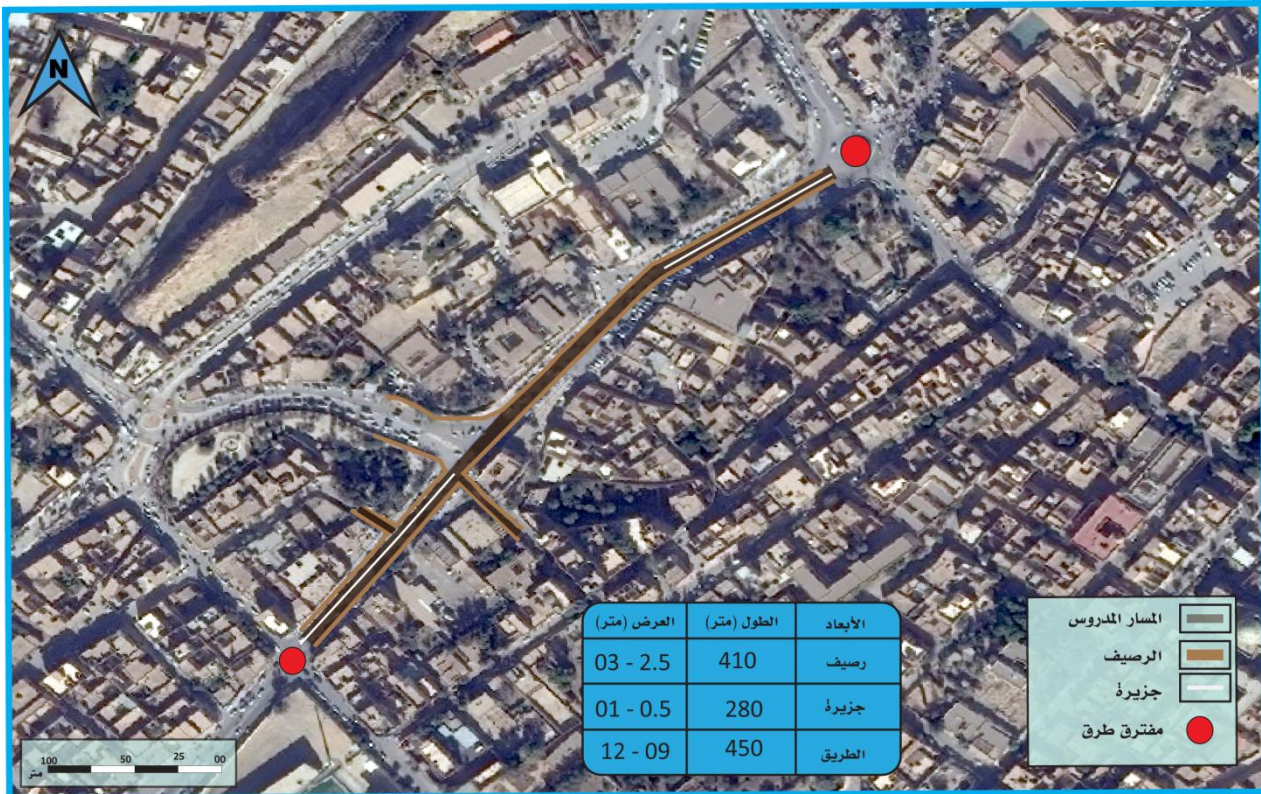 N
الأبعاد الطول (متر) العرض (متر)
رصيف 410 03 - 2.5
جزيرة 280 01 - 0.5
الطريق 450 12 - 09
المسار المدروس
الرصيف
جزيرة
مفترق طرق
100 50 25 00
متر